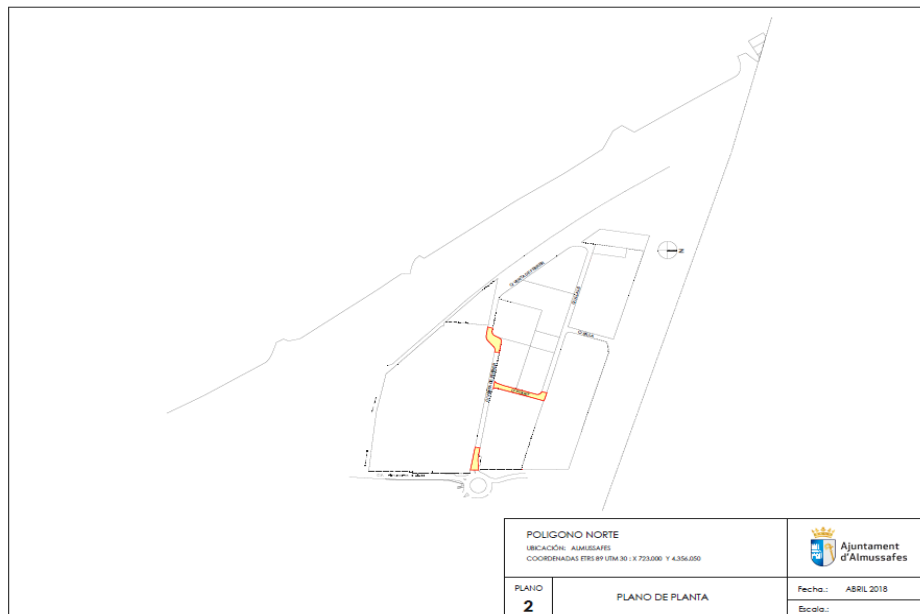 N
POLIGONO NORTE
UBICACIÓN: ALMUSSAFES
COORDENADAS ETRS 89 UTM 30 : X 723,000 Y 4,356,050
Ajuntament
d'Almussafes
PLANO
2
PLANO DE PLANTA
Fecha.: ABRIL 2018
Escala.: